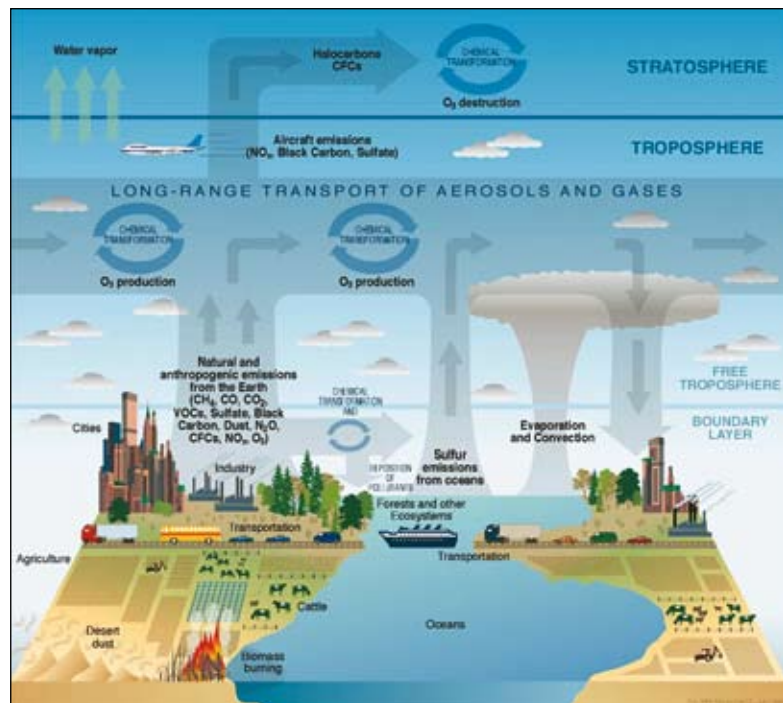 Water vapor
Halocarbons
CFCs
CHEMICAL
TRANSFORMATION
O₃ destruction
STRATOSPHERE
Aircraft emissions
(NOₓ, Black Carbon, Sulfate)
TROPOSPHERE
LONG-RANGE TRANSPORT OF AEROSOLS AND GASES
CHEMICAL
TRANSFORMATION
O₃ production
CHEMICAL
TRANSFORMATION
O₃ production
Natural and
anthropogenic emissions
from the Earth
(CH₄, CO, CO₂,
VOCs, Sulfate, Black
Carbon, Dust, N₂O,
CFCs, NOₓ, O₃)
CHEMICAL
TRANSFORMATION
AND
DEPOSITION
OF
POLLUTANTS
FREE
TROPOSPHERE
BOUNDARY
LAYER
Cities
Industry
Sulfur
emissions
from oceans
Evaporation
and Convection
Forests and other
Ecosystems
Transportation
Transportation
Agriculture
Cattle
Desert
dust
Biomass
burning
Oceans